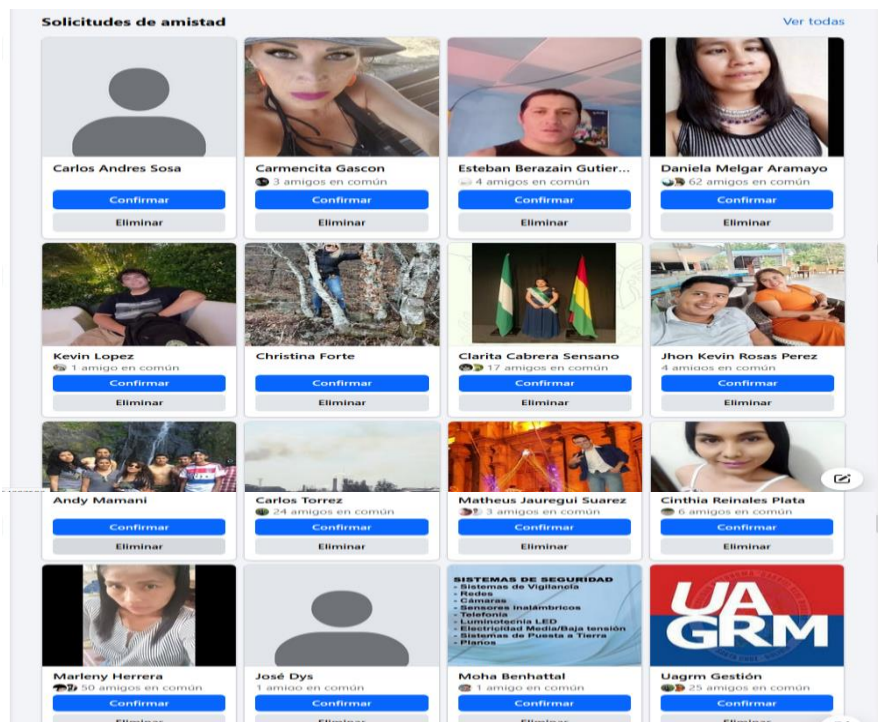 Solicitudes de amistad
Ver todas
Carlos Andres Sosa
Confirmar
Eliminar
Carmencita Gascon
3 amigos en común
Confirmar
Eliminar
Esteban Berazain Gutier...
4 amigos en común
Confirmar
Eliminar
Daniela Melgar Aramayo
62 amigos en común
Confirmar
Eliminar
Kevin Lopez
1 amigo en común
Confirmar
Eliminar
Christina Forte
Confirmar
Eliminar
Clarita Cabrera Sensano
17 amigos en común
Confirmar
Eliminar
Jhon Kevin Rosas Perez
4 amigos en común
Confirmar
Eliminar
Andy Mamani
Confirmar
Eliminar
Carlos Torrez
24 amigos en común
Confirmar
Eliminar
Matheus Jauregui Suarez
3 amigos en común
Confirmar
Eliminar
Cinthia Reinales Plata
6 amigos en común
Confirmar
Eliminar
Marleny Herrera
50 amigos en común
Confirmar
Eliminar
José Dys
1 amigo en común
Confirmar
Eliminar
SISTEMAS DE SEGURIDAD
- Sistemas de Vigilancia
- Redes
- Cámaras
- Sensores inalámbricos
- Telefonía
- Luminotecnia LED
- Electricidad Media/Baja tensión
- Sistemas de Puesta a Tierra
- Planos
Moha Benhattal
1 amigo en común
Confirmar
Eliminar
UA
GRM
Uagrm Gestión
25 amigos en común
Confirmar
Eliminar